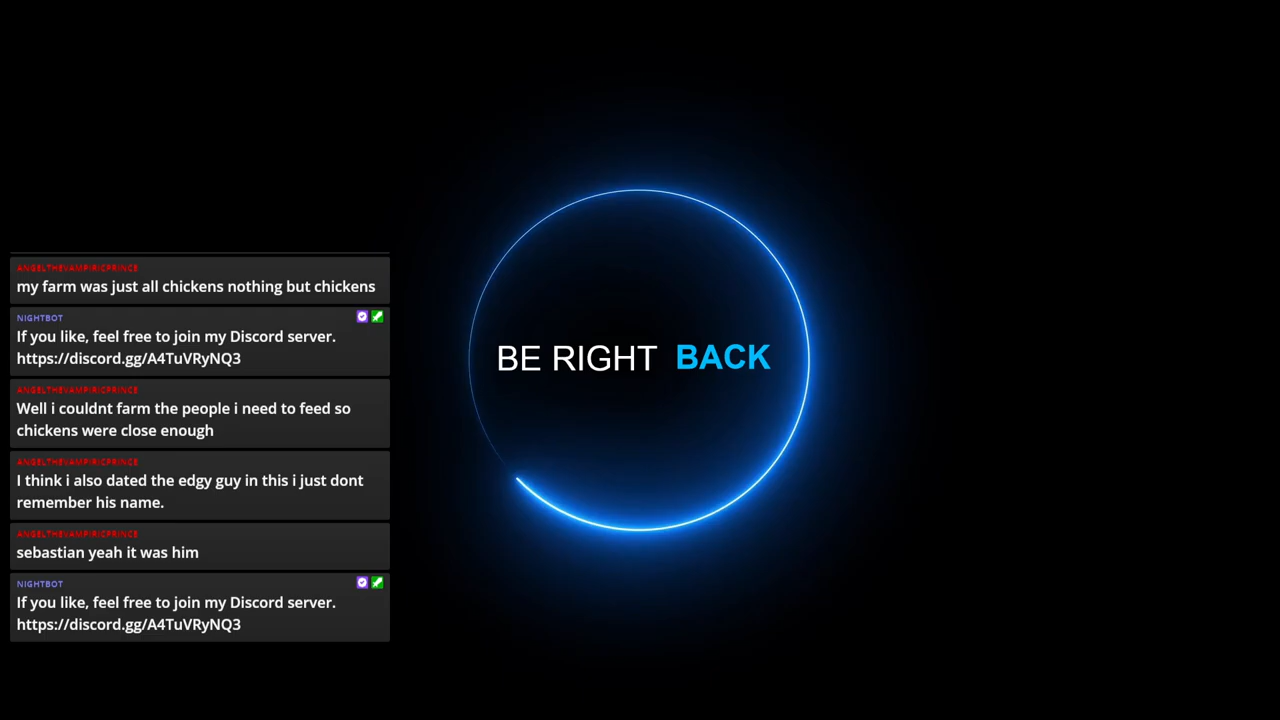 ANGELTHEVAMPIRICPRINCE
my farm was just all chickens nothing but chickens
NIGHTBOT
If you like, feel free to join my Discord server.
https://discord.gg/A4TuVRyNQ3
ANGELTHEVAMPIRICPRINCE
Well i couldnt farm the people i need to feed so
chickens were close enough
ANGELTHEVAMPIRICPRINCE
I think i also dated the edgy guy in this i just dont
remember his name.
ANGELTHEVAMPIRICPRINCE
sebastian yeah it was him
NIGHTBOT
If you like, feel free to join my Discord server.
https://discord.gg/A4TuVRyNQ3
BE RIGHT BACK